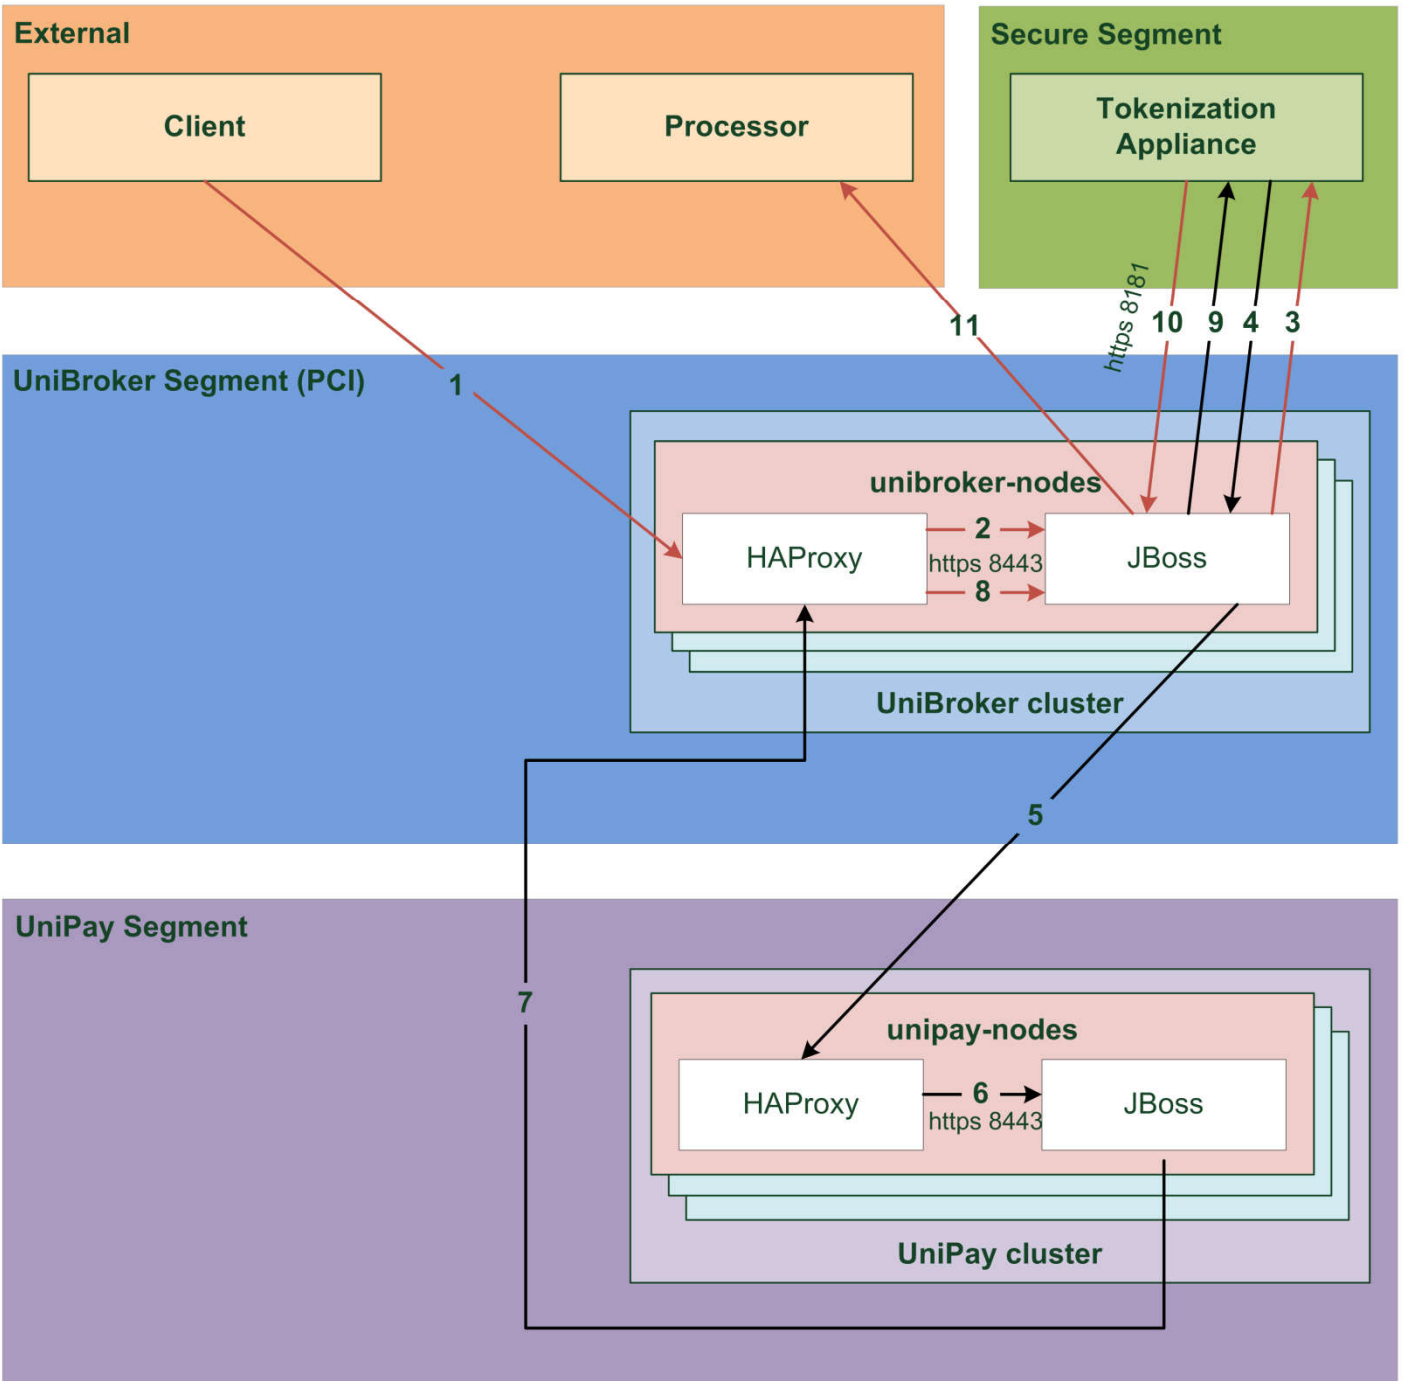 External
Secure Segment
Client
Processor
Tokenization
Appliance
https 8181
11
10
9
4
3
UniBroker Segment (PCI)
1
unibroker-nodes
HAProxy
2
https 8443
8
JBoss
UniBroker cluster
5
UniPay Segment
7
unipay-nodes
HAProxy
6
https 8443
JBoss
UniPay cluster